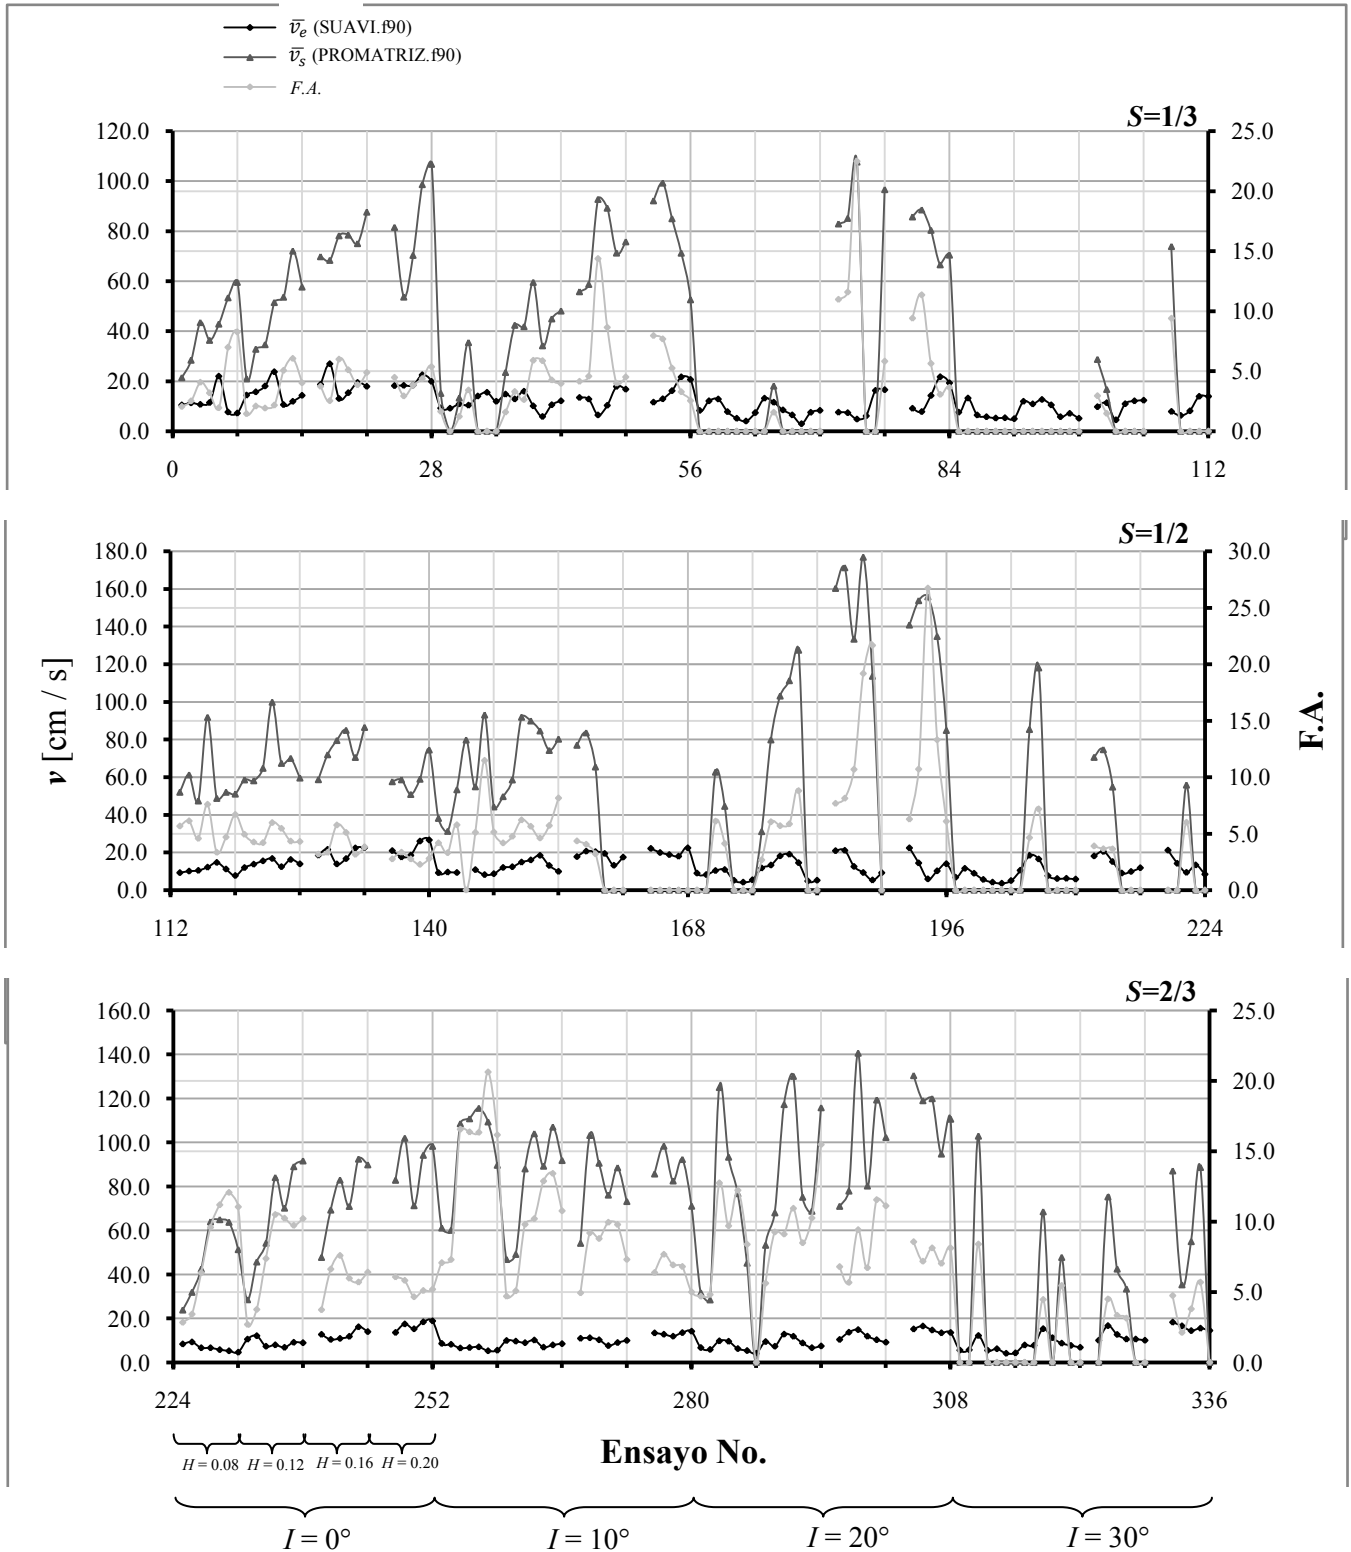 v̅e (SUAVI.f90)
v̅s (PROMATRIZ.f90)
F.A.
S=1/3
120.0 25.0
100.0 20.0
80.0 15.0
60.0 10.0
40.0 5.0
20.0 0.0
0.0
0 28 56 84 112
S=1/2
180.0 30.0
160.0 25.0
140.0 20.0
120.0 15.0
100.0 10.0
80.0 5.0
60.0 0.0
40.0
20.0
0.0
112 140 168 196 224
v [cm / s]
F.A.
S=2/3
160.0 25.0
140.0 20.0
120.0 15.0
100.0 10.0
80.0 5.0
60.0 0.0
40.0
20.0
0.0
224 252 280 308 336
Ensayo No.
H = 0.08 H = 0.12 H = 0.16 H = 0.20
I = 0° I = 10° I = 20° I = 30°